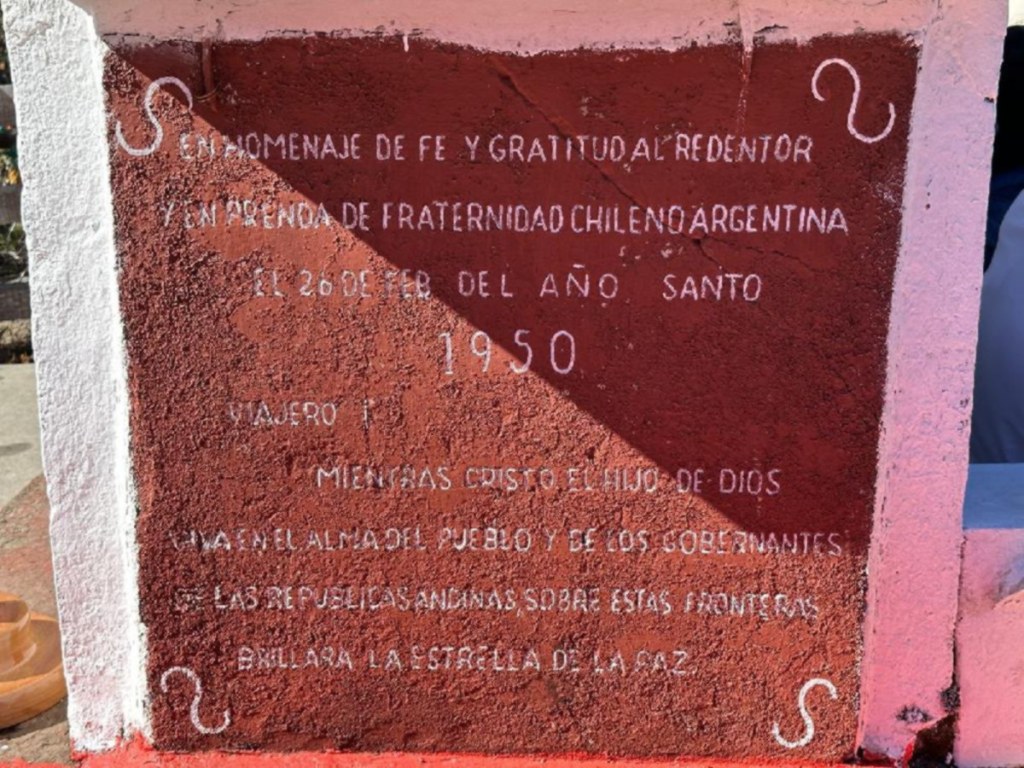 EN HOMENAJE DE FE Y GRATITUD AL REDENTOR
Y EN PRENDA DE FRATERNIDAD CHILENO ARGENTINA
EL 26 DE FEB DEL AÑO SANTO
1950
VIAJERO !
MIENTRAS CRISTO EL HIJO DE DIOS
VIVA EN EL ALMA DEL PUEBLO Y DE LOS GOBERNANTES
DE LAS REPUBLICAS ANDINAS, SOBRE ESTAS FRONTERAS
BRILLARA LA ESTRELLA DE LA PAZ.